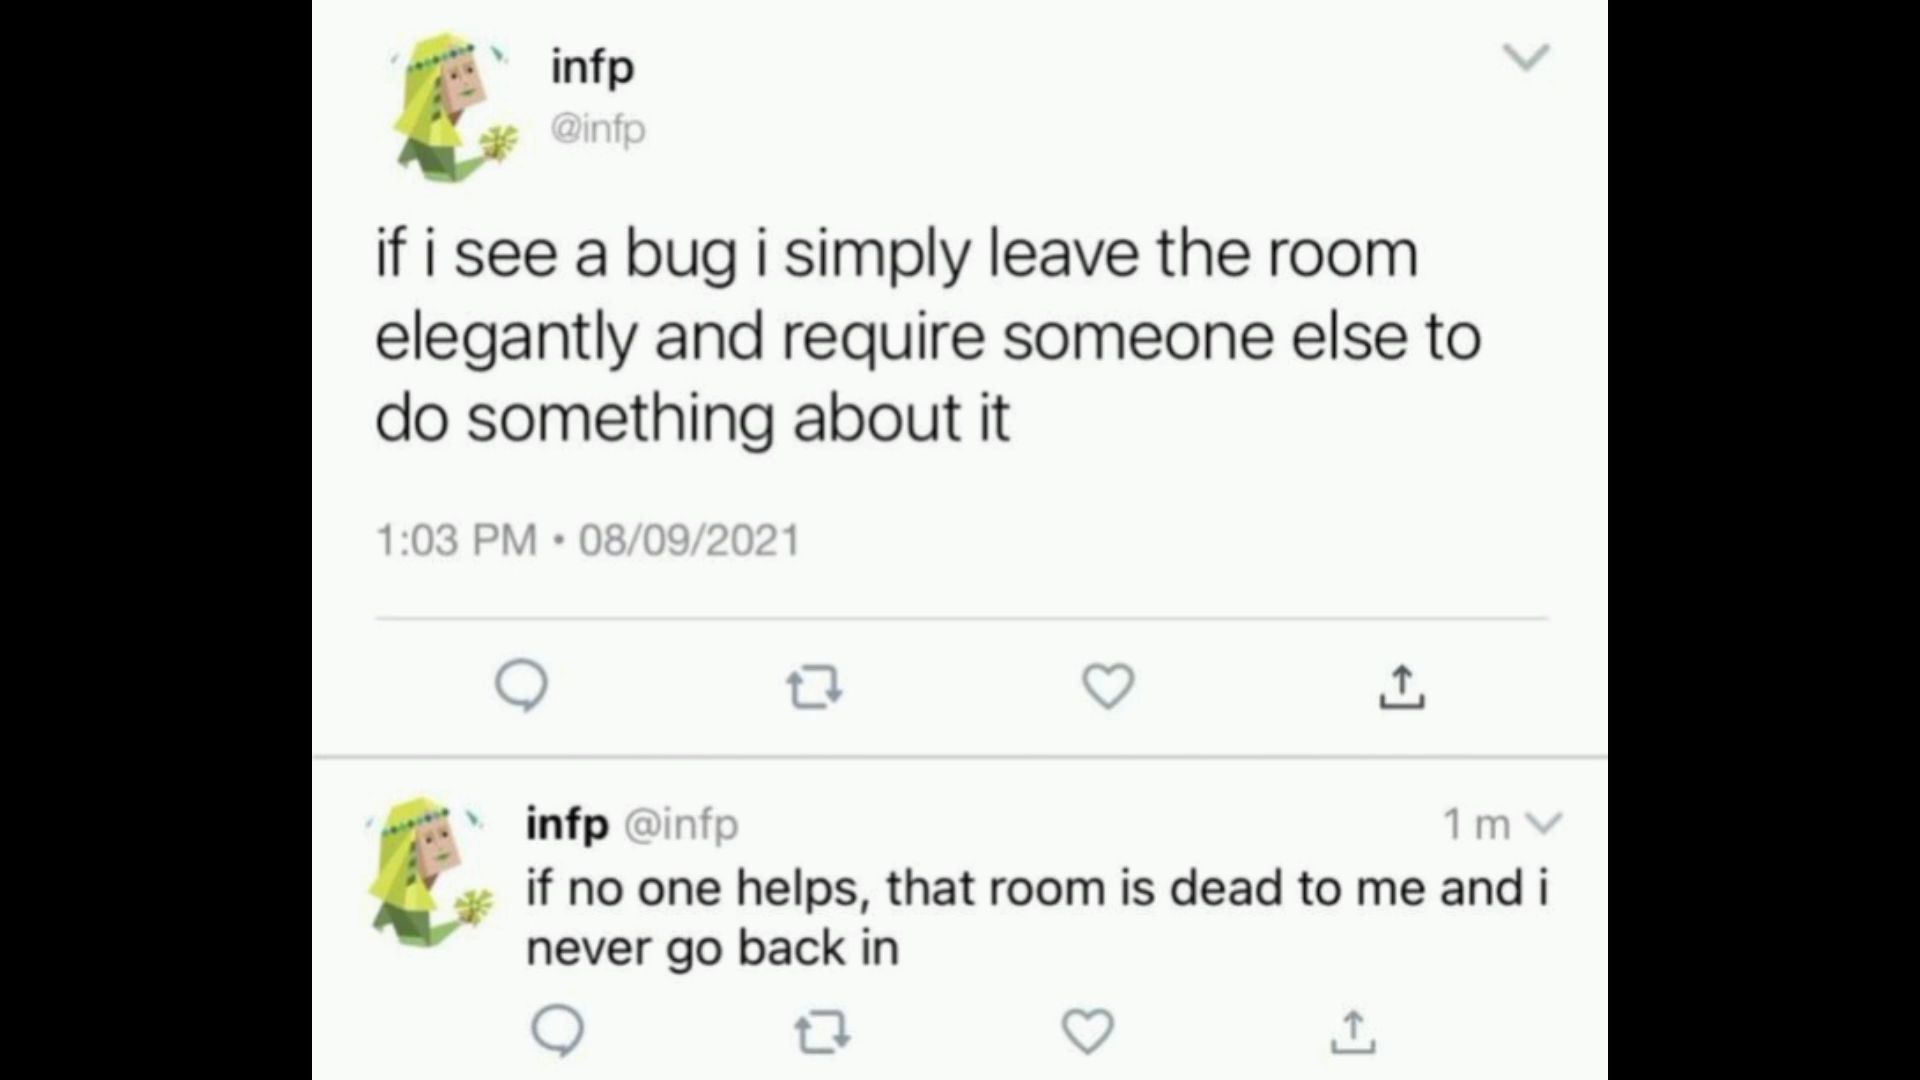 infp
@infp
if i see a bug i simply leave the room
elegantly and require someone else to
do something about it
1:03 PM • 08/09/2021
infp @infp 1 m
if no one helps, that room is dead to me and i
never go back in